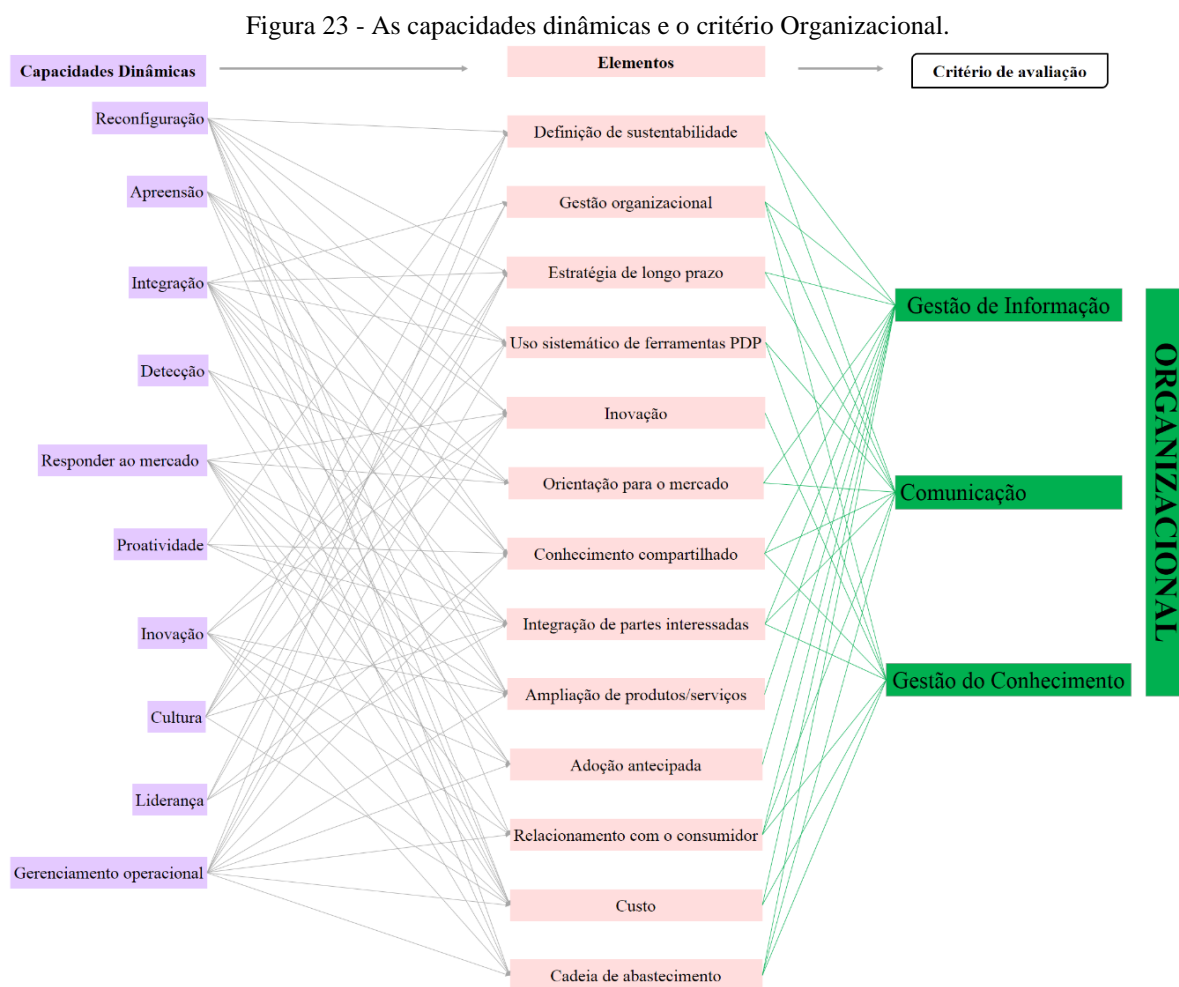 Figura 23 - As capacidades dinâmicas e o critério Organizacional.
Capacidades Dinâmicas
Elementos
Critério de avaliação
Reconfiguração
Apreensão
Integração
Detecção
Responder ao mercado
Proatividade
Inovação
Cultura
Liderança
Gerenciamento operacional
Definição de sustentabilidade
Gestão organizacional
Estratégia de longo prazo
Uso sistemático de ferramentas PDP
Inovação
Orientação para o mercado
Conhecimento compartilhado
Integração de partes interessadas
Ampliação de produtos/serviços
Adoção antecipada
Relacionamento com o consumidor
Custo
Cadeia de abastecimento
Gestão de Informação
Comunicação
Gestão do Conhecimento
ORGANIZACIONAL